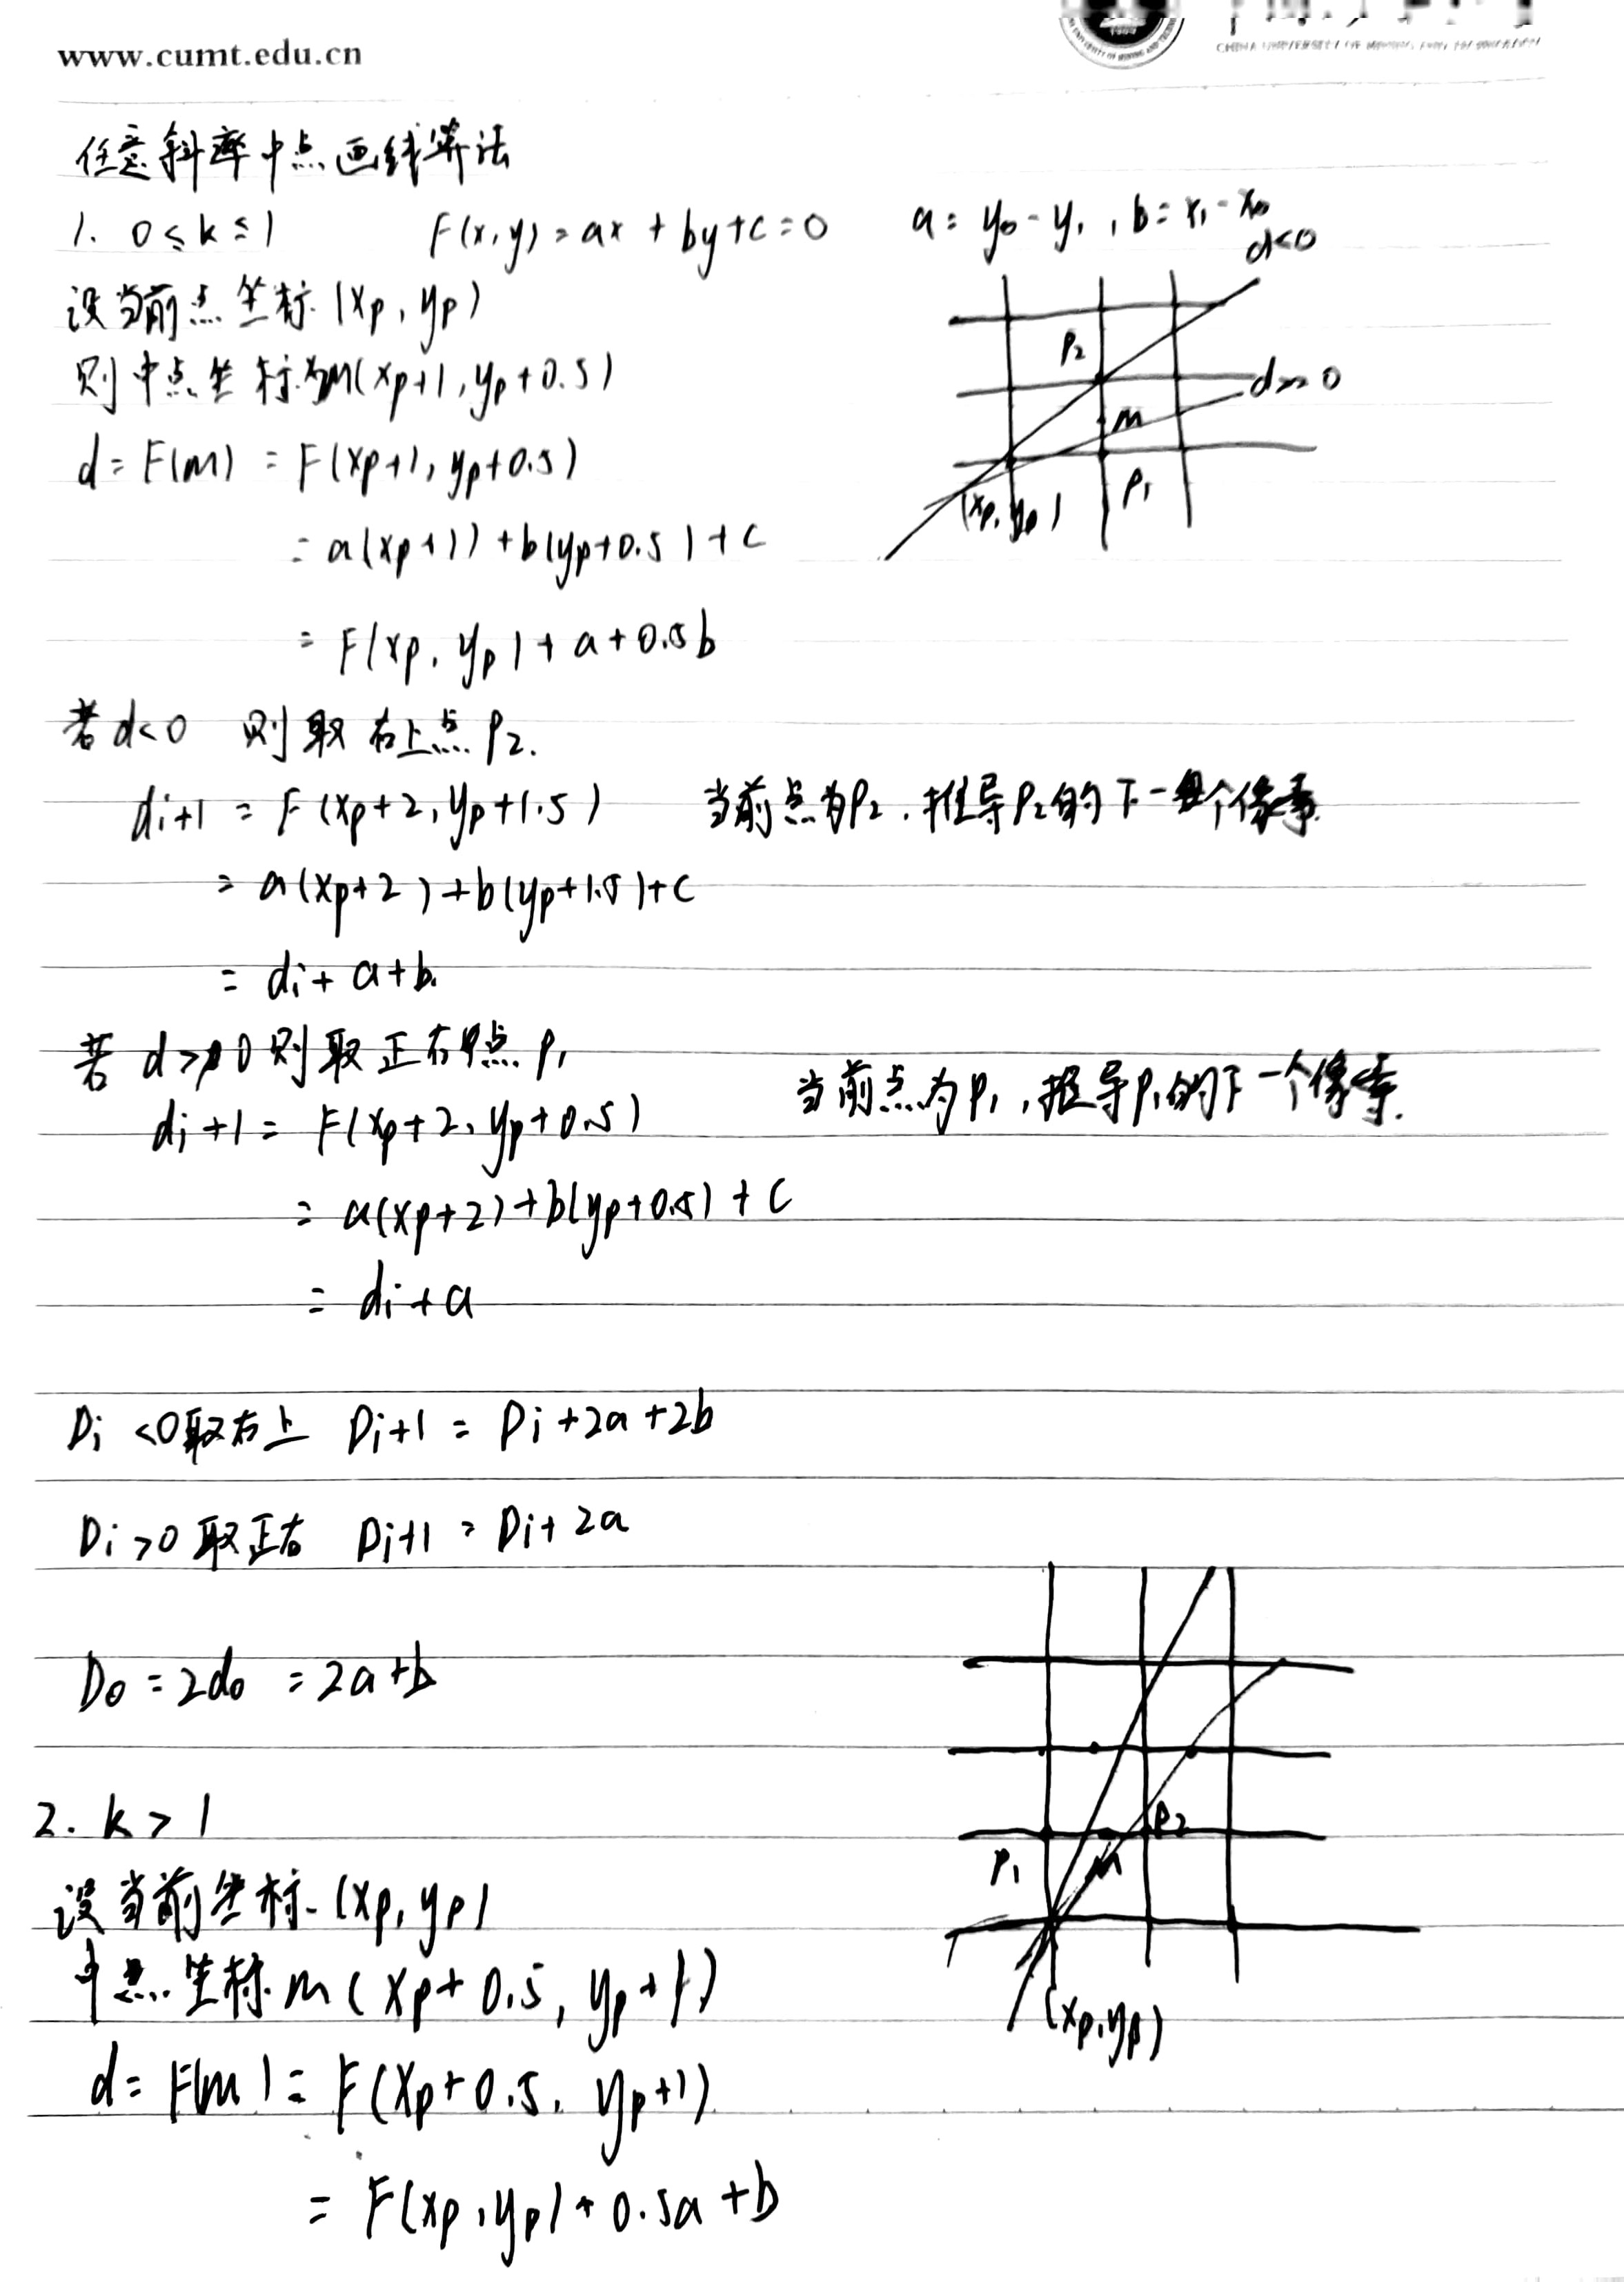 www.cumt.edu.cn
任意斜率中点画线算法
1. 0≤k≤1 F(x,y)=ax+by+c=0 a=y₀-y₁,b=x₁-x₀
d<0
设当前点坐标(xp,yp)
则中点坐标为M(xp+1,yp+0.5)
P₂
d>=0
M
(xp,yp)
P₁
d=F(M)=F(xp+1,yp+0.5)
=a(xp+1)+b(yp+0.5)+c
=F(xp,yp)+a+0.5b
若d<0 则取右上点P₂.
di+1=F(xp+2,yp+1.5) 当前点为P₂,推导P₂的下一个像素
=a(xp+2)+b(yp+1.5)+c
=di+a+b.
若d>0则取正右点P₁
di+1=F(xp+2,yp+0.5) 当前点为P₁,推导P₁的下一个像素.
=a(xp+2)+b(yp+0.5)+c
=di+a
Di<0取右上 Di+1=Di+2a+2b
Di>0取正右 Di+1=Di+2a
D₀=2d₀=2a+b
2. k>1
P₂
P₁ M
设当前坐标(xp,yp)
中点坐标M(xp+0.5,yp+1)
(xp,yp)
d=F(M)=F(xp+0.5,yp+1)
=F(xp,yp)+0.5a+b